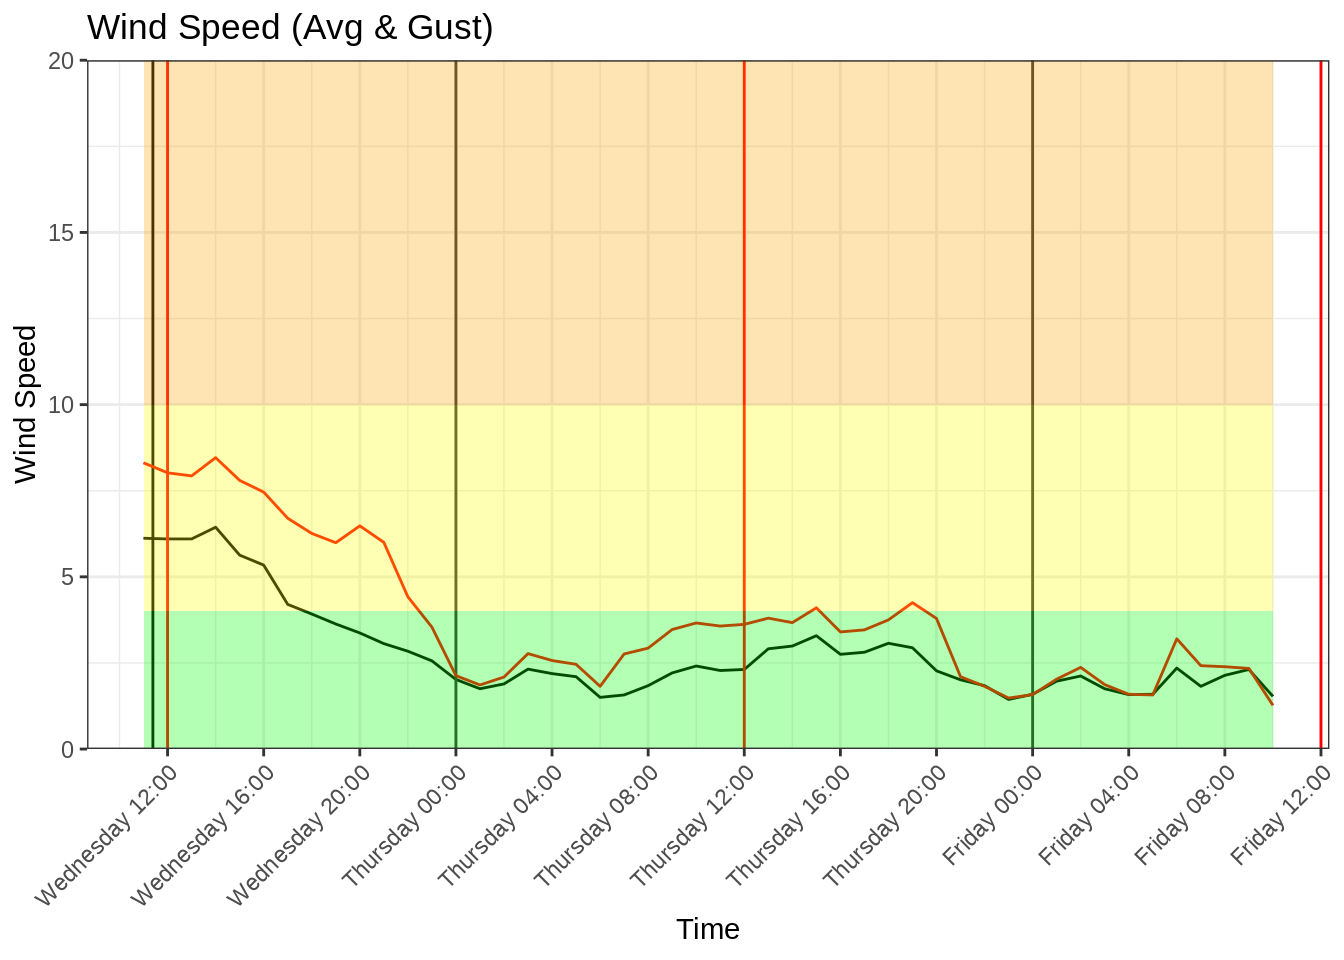 Wind Speed (Avg & Gust)
20
15
10
5
0
Wind Speed
Wednesday 12:00
Wednesday 16:00
Wednesday 20:00
Thursday 00:00
Thursday 04:00
Thursday 08:00
Thursday 12:00
Thursday 16:00
Thursday 20:00
Friday 00:00
Friday 04:00
Friday 08:00
Friday 12:00
Time